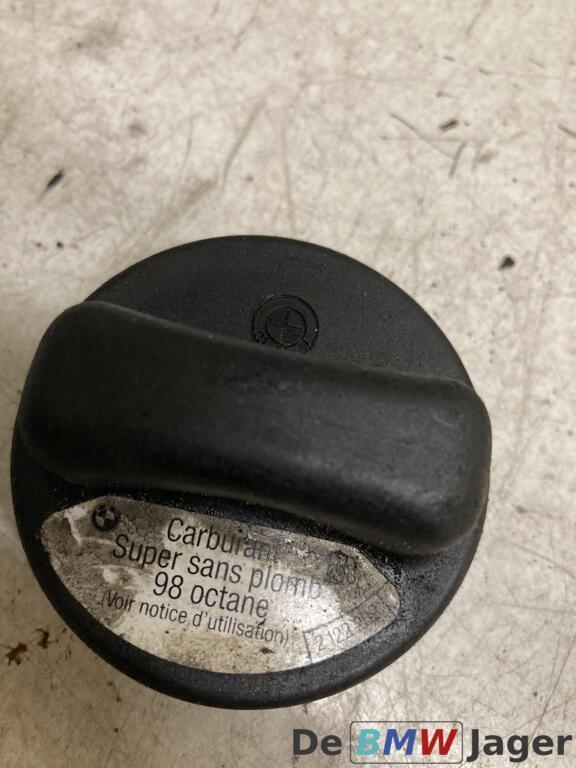 Carburant
Super sans plomb
98 octane
(Voir notice d'utilisation)
De BMW Jager